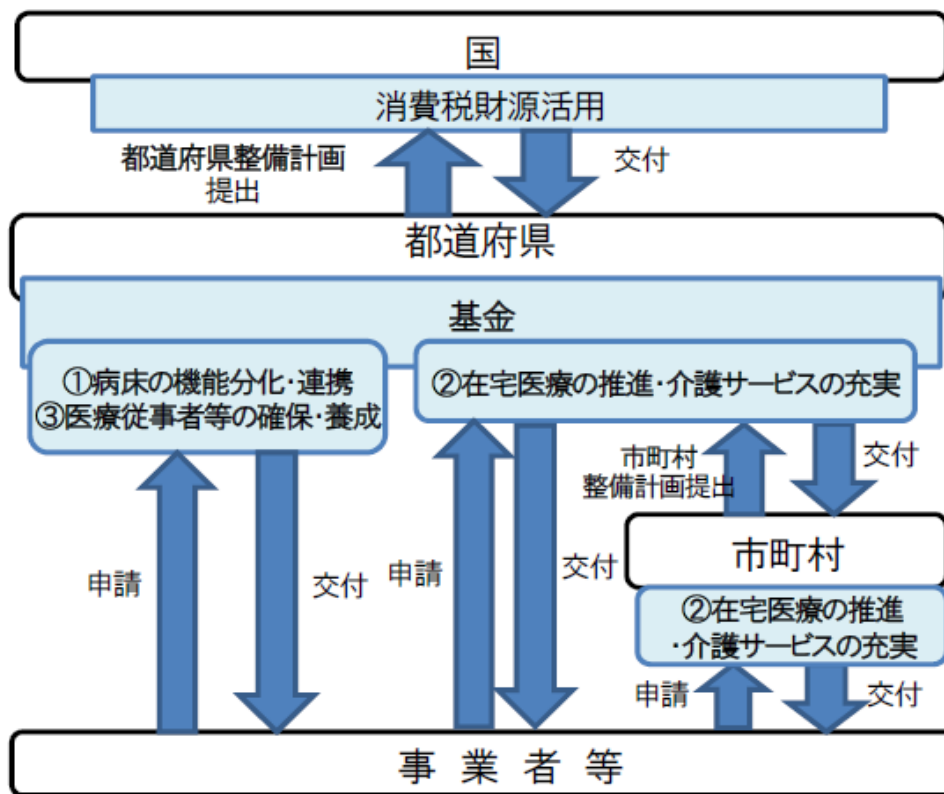 国
消費税財源活用
都道府県整備計画
提出
交付
都道府県
基金
①病床の機能分化・連携
③医療従事者等の確保・養成
②在宅医療の推進・介護サービスの充実
市町村
整備計画提出
交付
市町村
②在宅医療の推進
・介護サービスの充実
申請
交付
申請
交付
申請
交付
事業者等